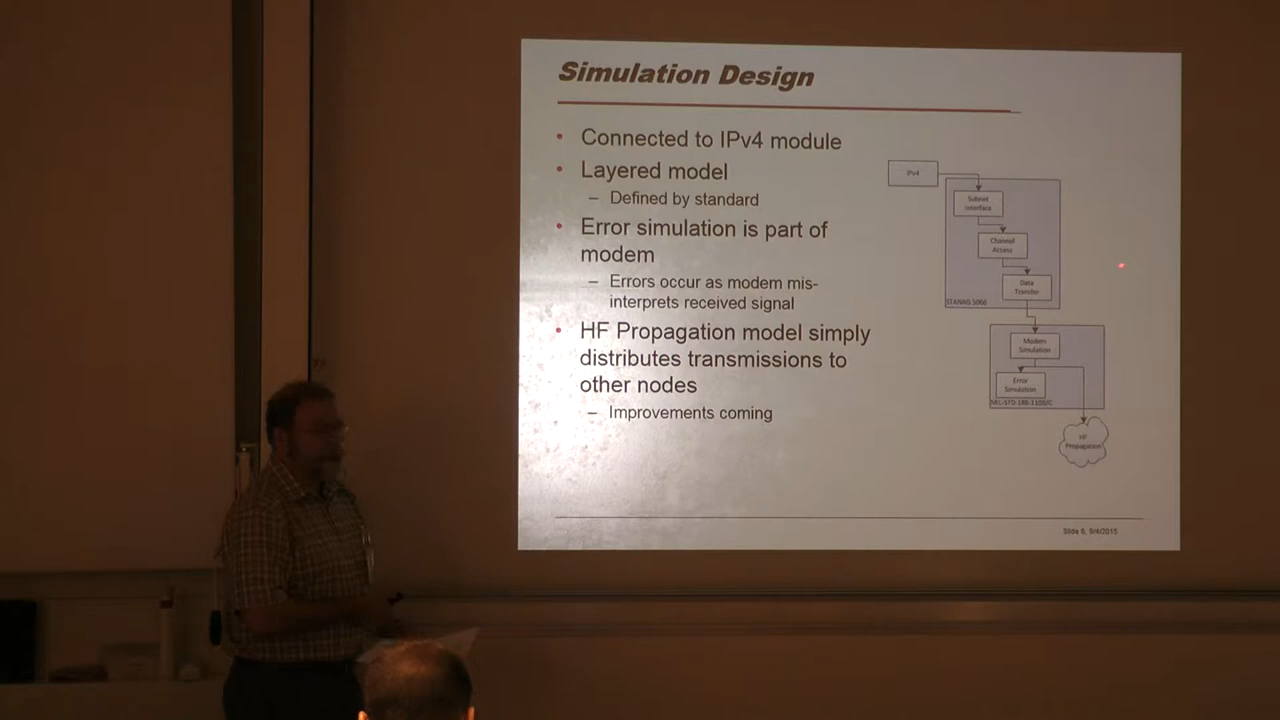 Simulation Design
• Connected to IPv4 module
• Layered model
– Defined by standard
• Error simulation is part of
modem
– Errors occur as modem mis-
interprets received signal
• HF Propagation model simply
distributes transmissions to
other nodes
– Improvements coming
IPv4
Subnet
Interface
Channel
Access
Data
Transfer
STANAG 5066
Modem
Simulation
Error
Simulation
HF
Propagation
Slide 6, 9/4/2015